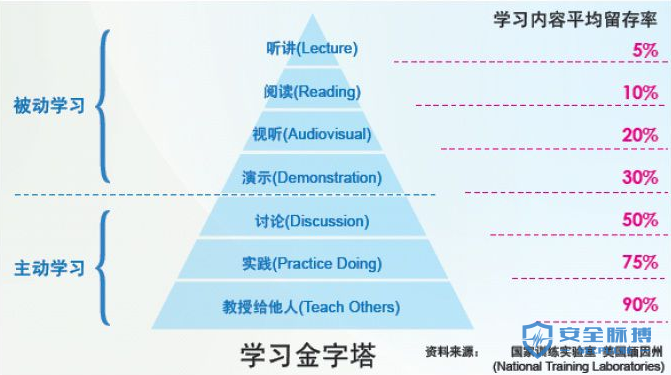 学习内容平均留存率
听讲(Lecture)
5%
阅读(Reading)
10%
被动学习
视听(Audiovisual)
20%
演示(Demonstration)
30%
讨论(Discussion)
50%
主动学习
实践(Practice Doing)
75%
教授给他人(Teach Others)
90%
安全脉搏
学习金字塔
资料来源：
国家训练实验室 美国缅因州
(National Training Laboratories)